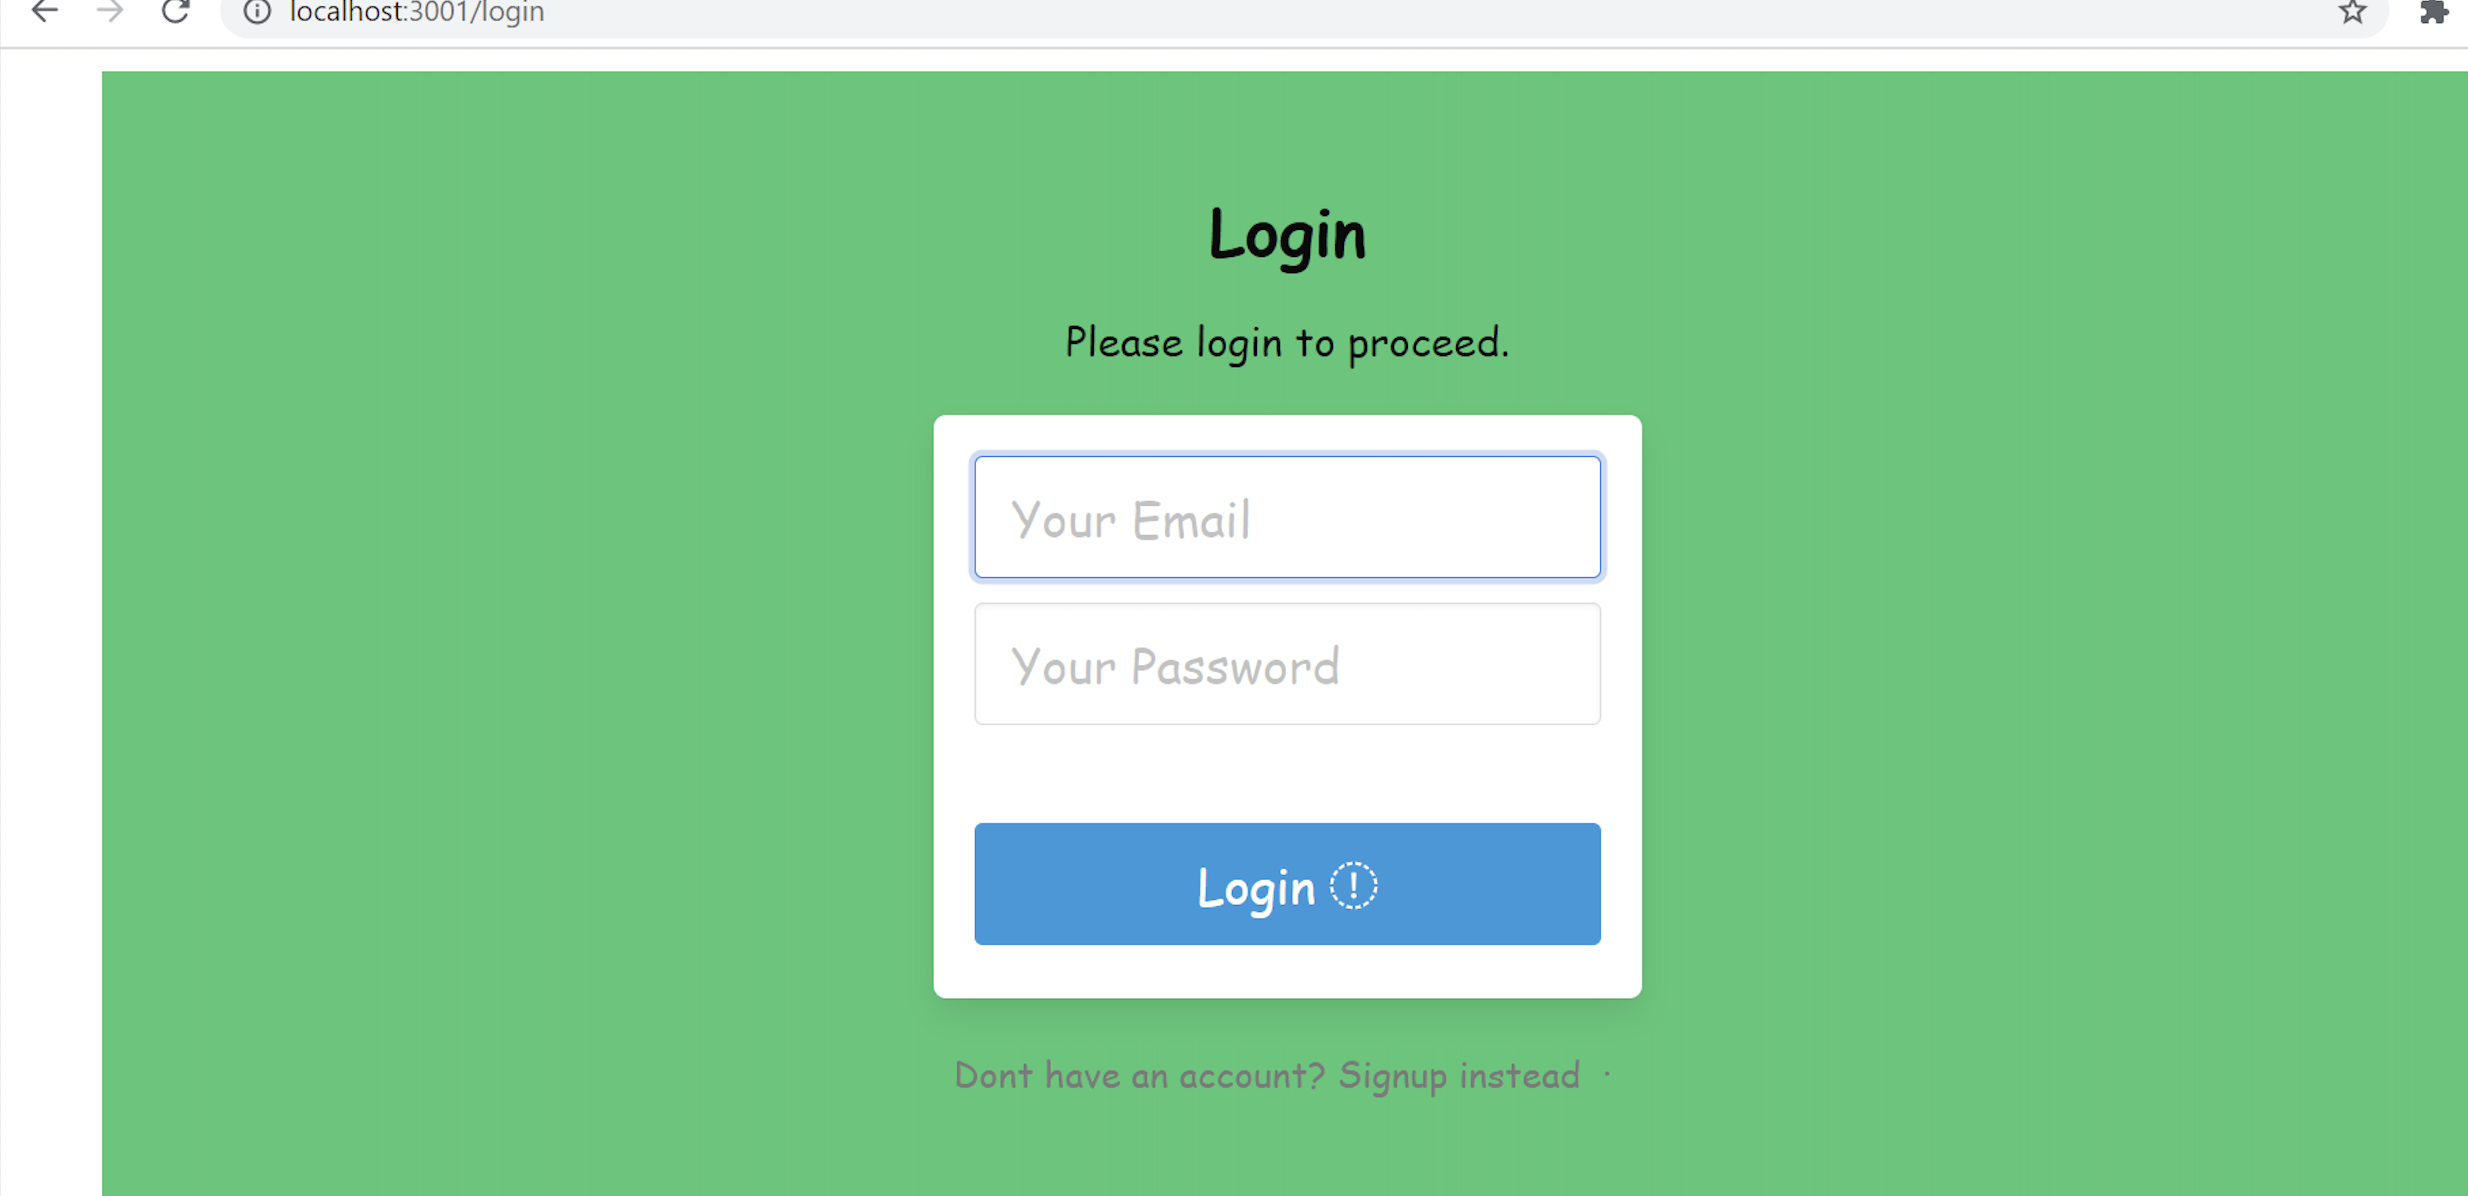 localhost:3001/login
Login
Please login to proceed.
Your Email
Your Password
Login
Dont have an account? Signup instead ·